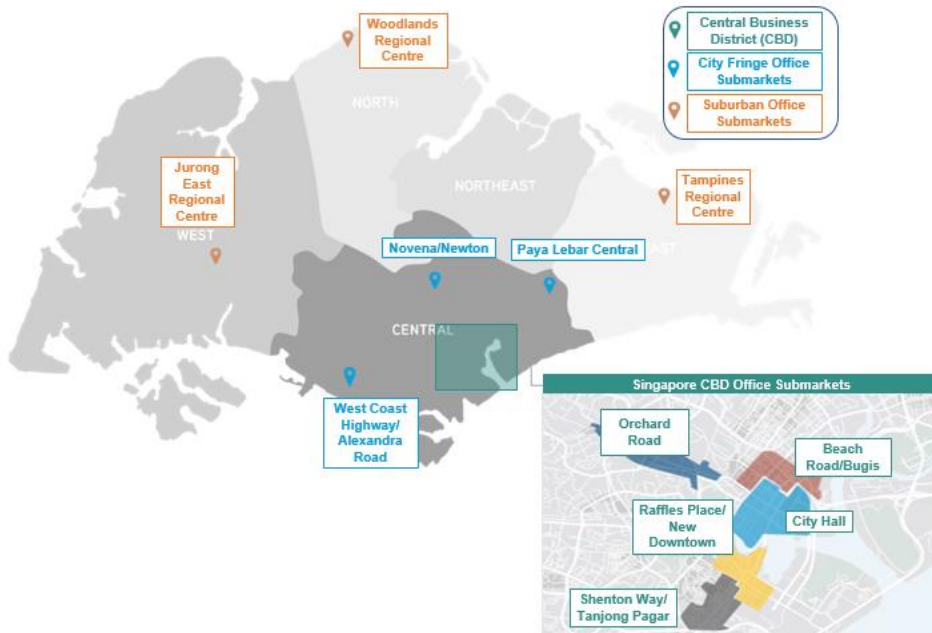 Woodlands
Regional
Centre
Central Business
District (CBD)
City Fringe Office
Submarkets
Suburban Office
Submarkets
NORTH
Jurong
East
Regional
Centre
WEST
NORTHEAST
Tampines
Regional
Centre
Novena/Newton
Paya Lebar Central
CENTRAL
West Coast
Highway/
Alexandra
Road
Singapore CBD Office Submarkets
Orchard
Road
Beach
Road/Bugis
Raffles Place/
New
Downtown
City Hall
Shenton Way/
Tanjong Pagar